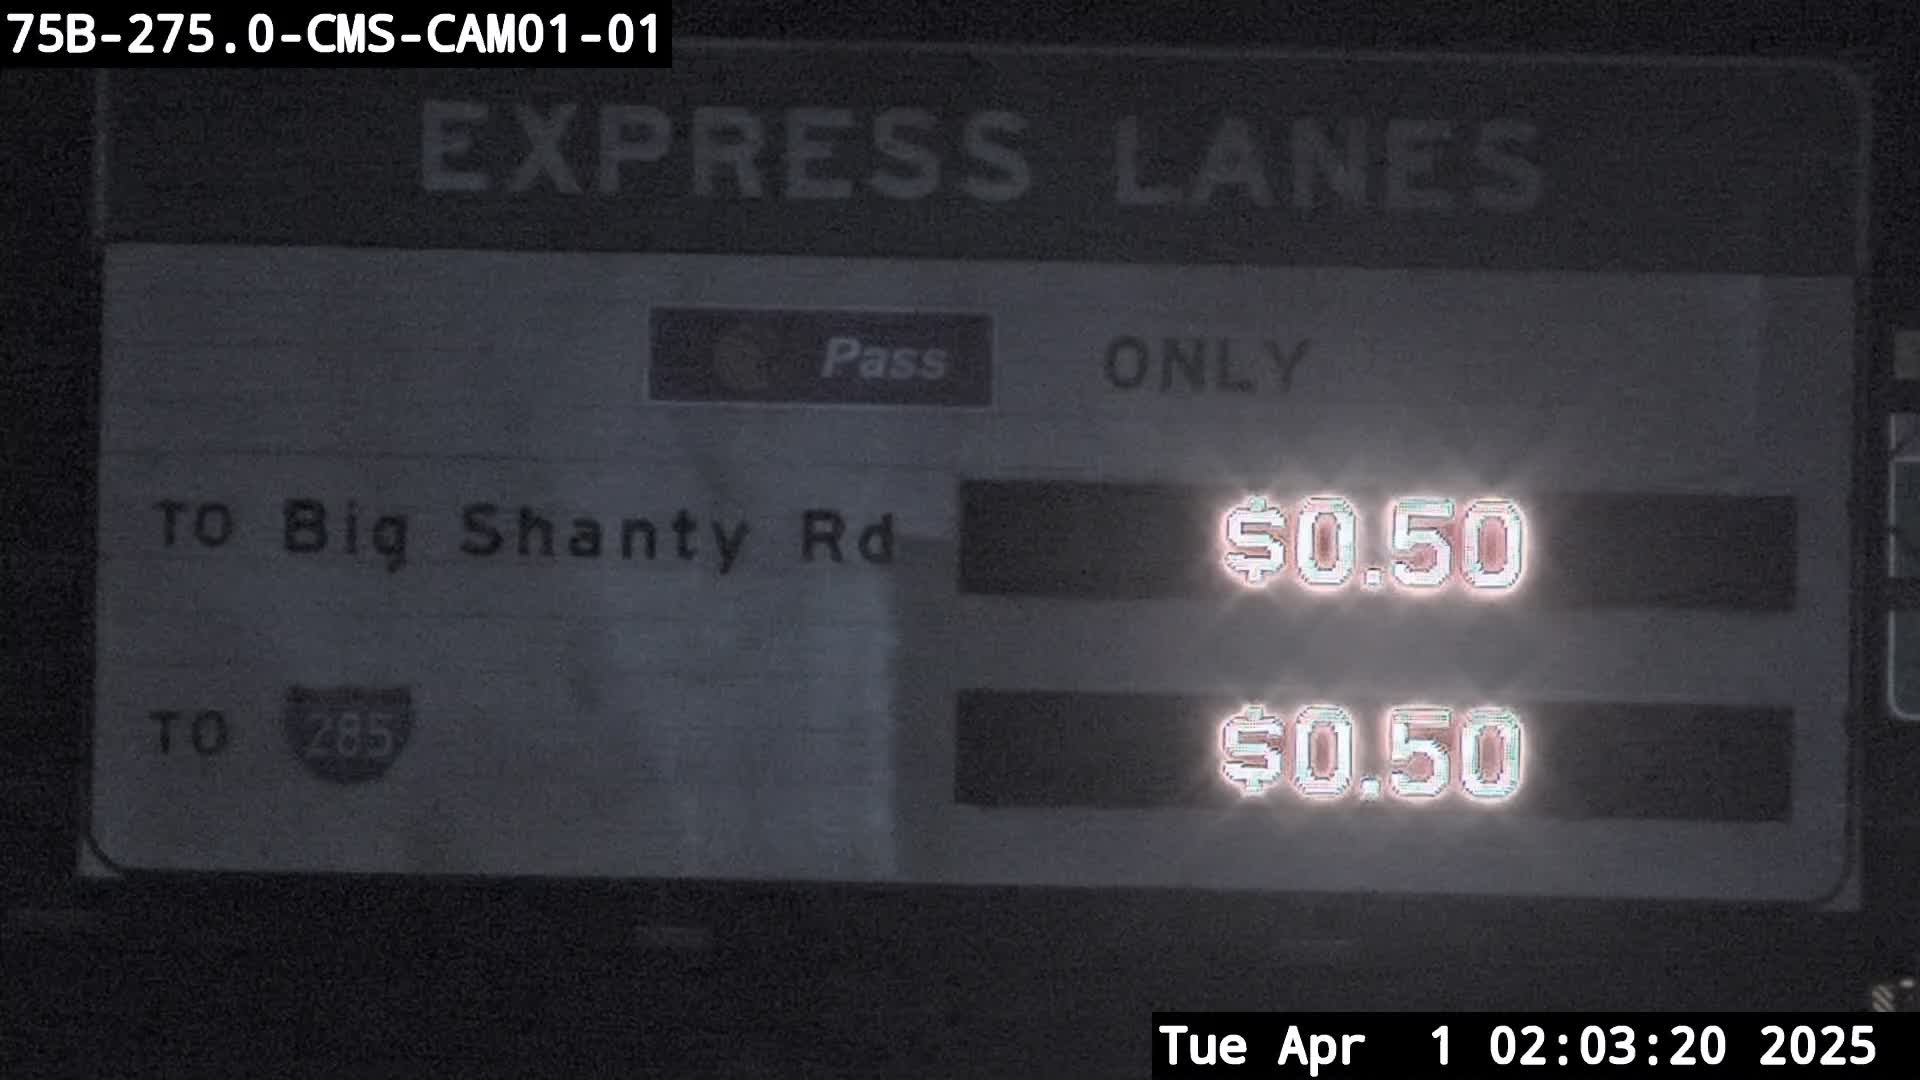 75B-275.0-CMS-CAM01-01
EXPRESS LANES
Pass ONLY
TO Big Shanty Rd $0.50
TO 285 $0.50
Tue Apr 1 02:03:20 2025